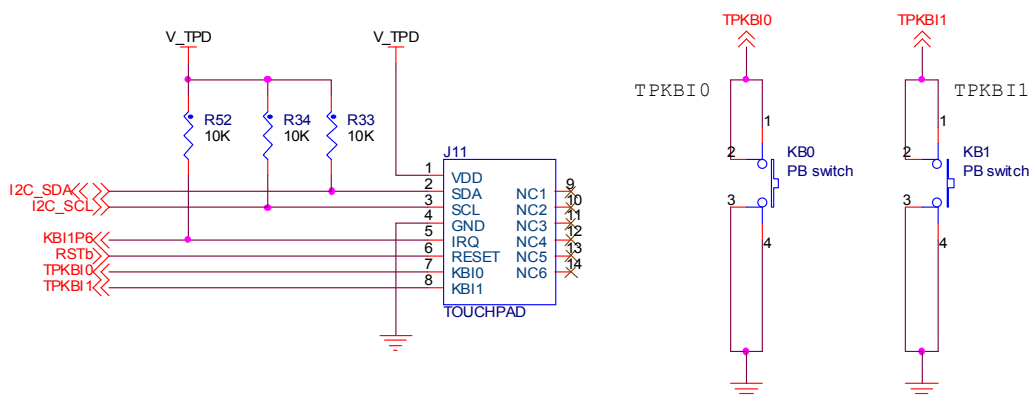 TPKBI0
TPKBI1
V_TPD
V_TPD
TPKBI0
TPKBI1
R52
10K
R34
10K
R33
10K
1
2
3
4
KB0
PB switch
1
2
3
4
KB1
PB switch
J11
I2C_SDA
I2C_SCL
KBI1P6
RSTb
TPKBI0
TPKBI1
1
2
3
4
5
6
7
8
VDD
SDA
SCL
GND
IRQ
RESET
KBI0
KBI1
NC1
NC2
NC3
NC4
NC5
NC6
9
10
11
12
13
14
TOUCHPAD